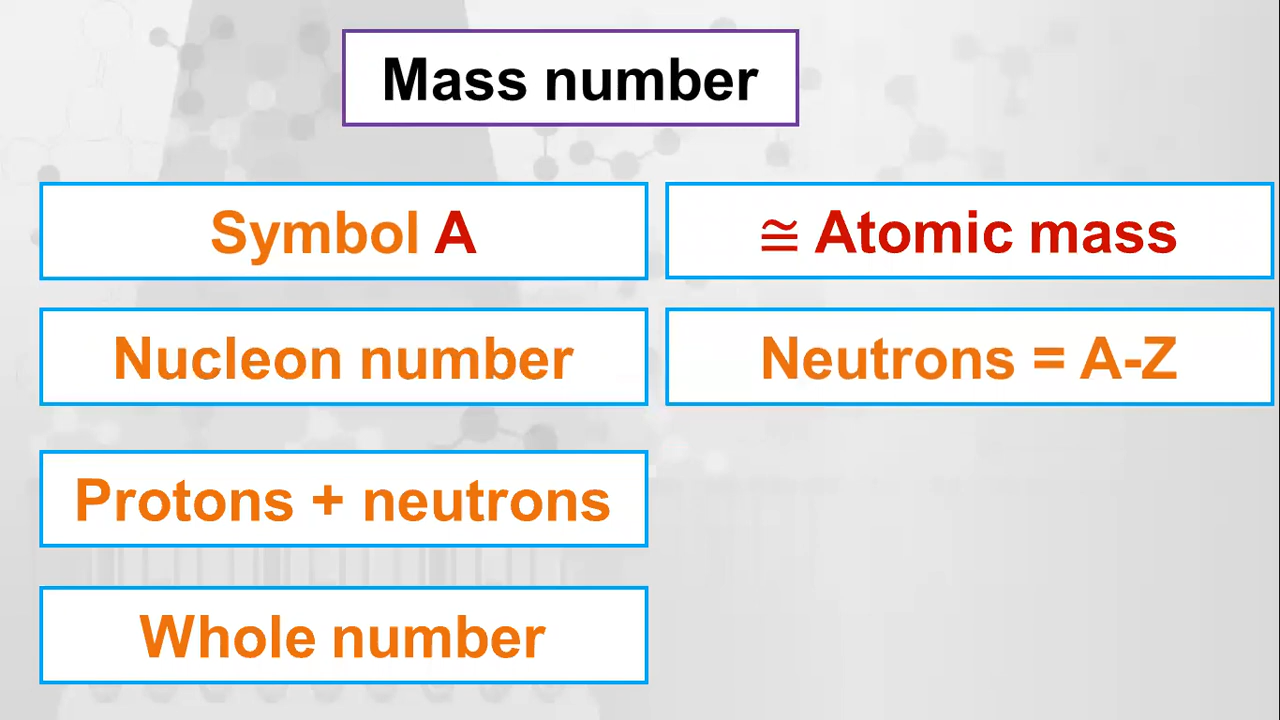 Mass number
Symbol A
Nucleon number
Protons + neutrons
Whole number
≅ Atomic mass
Neutrons = A-Z